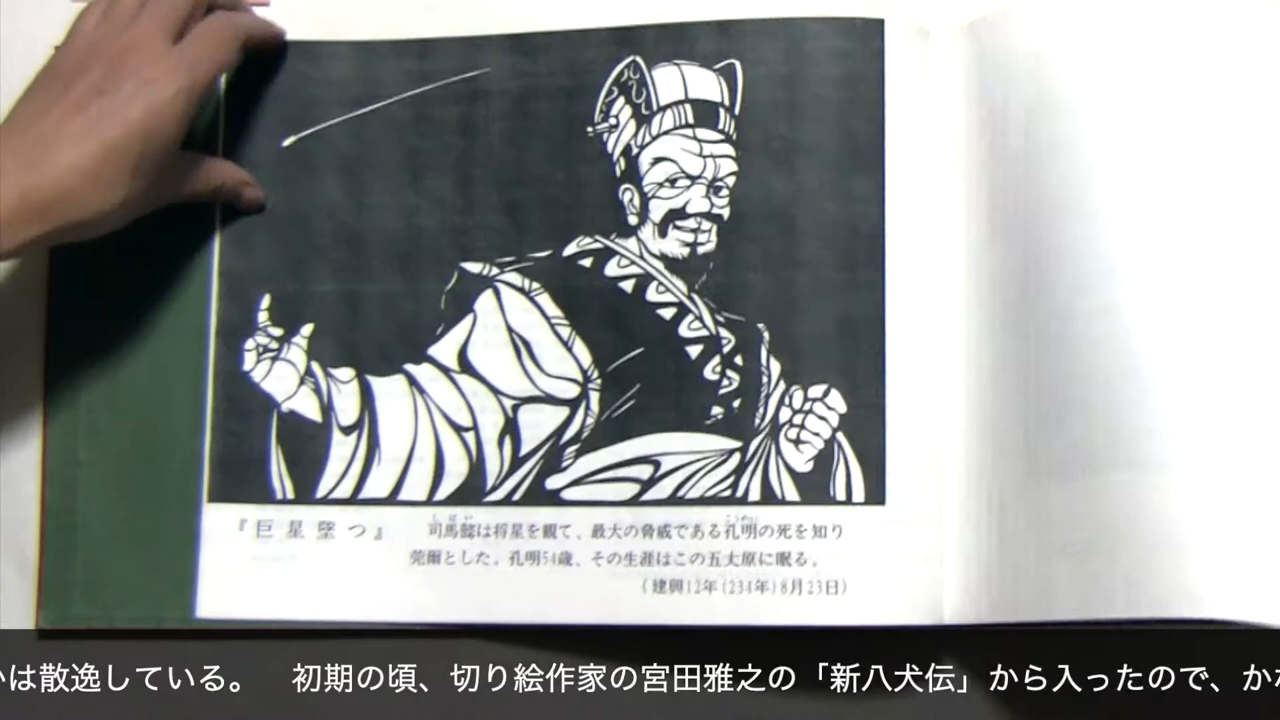 『巨星墜つ』
司馬懿は将星を観て、最大の脅威である孔明の死を知り
莞爾とした。孔明54歳、その生涯はこの五丈原に眠る。
(建興12年(234年)8月23日)
は散逸している。 初期の頃、切り絵作家の宮田雅之の「新八犬伝」から入ったので、か